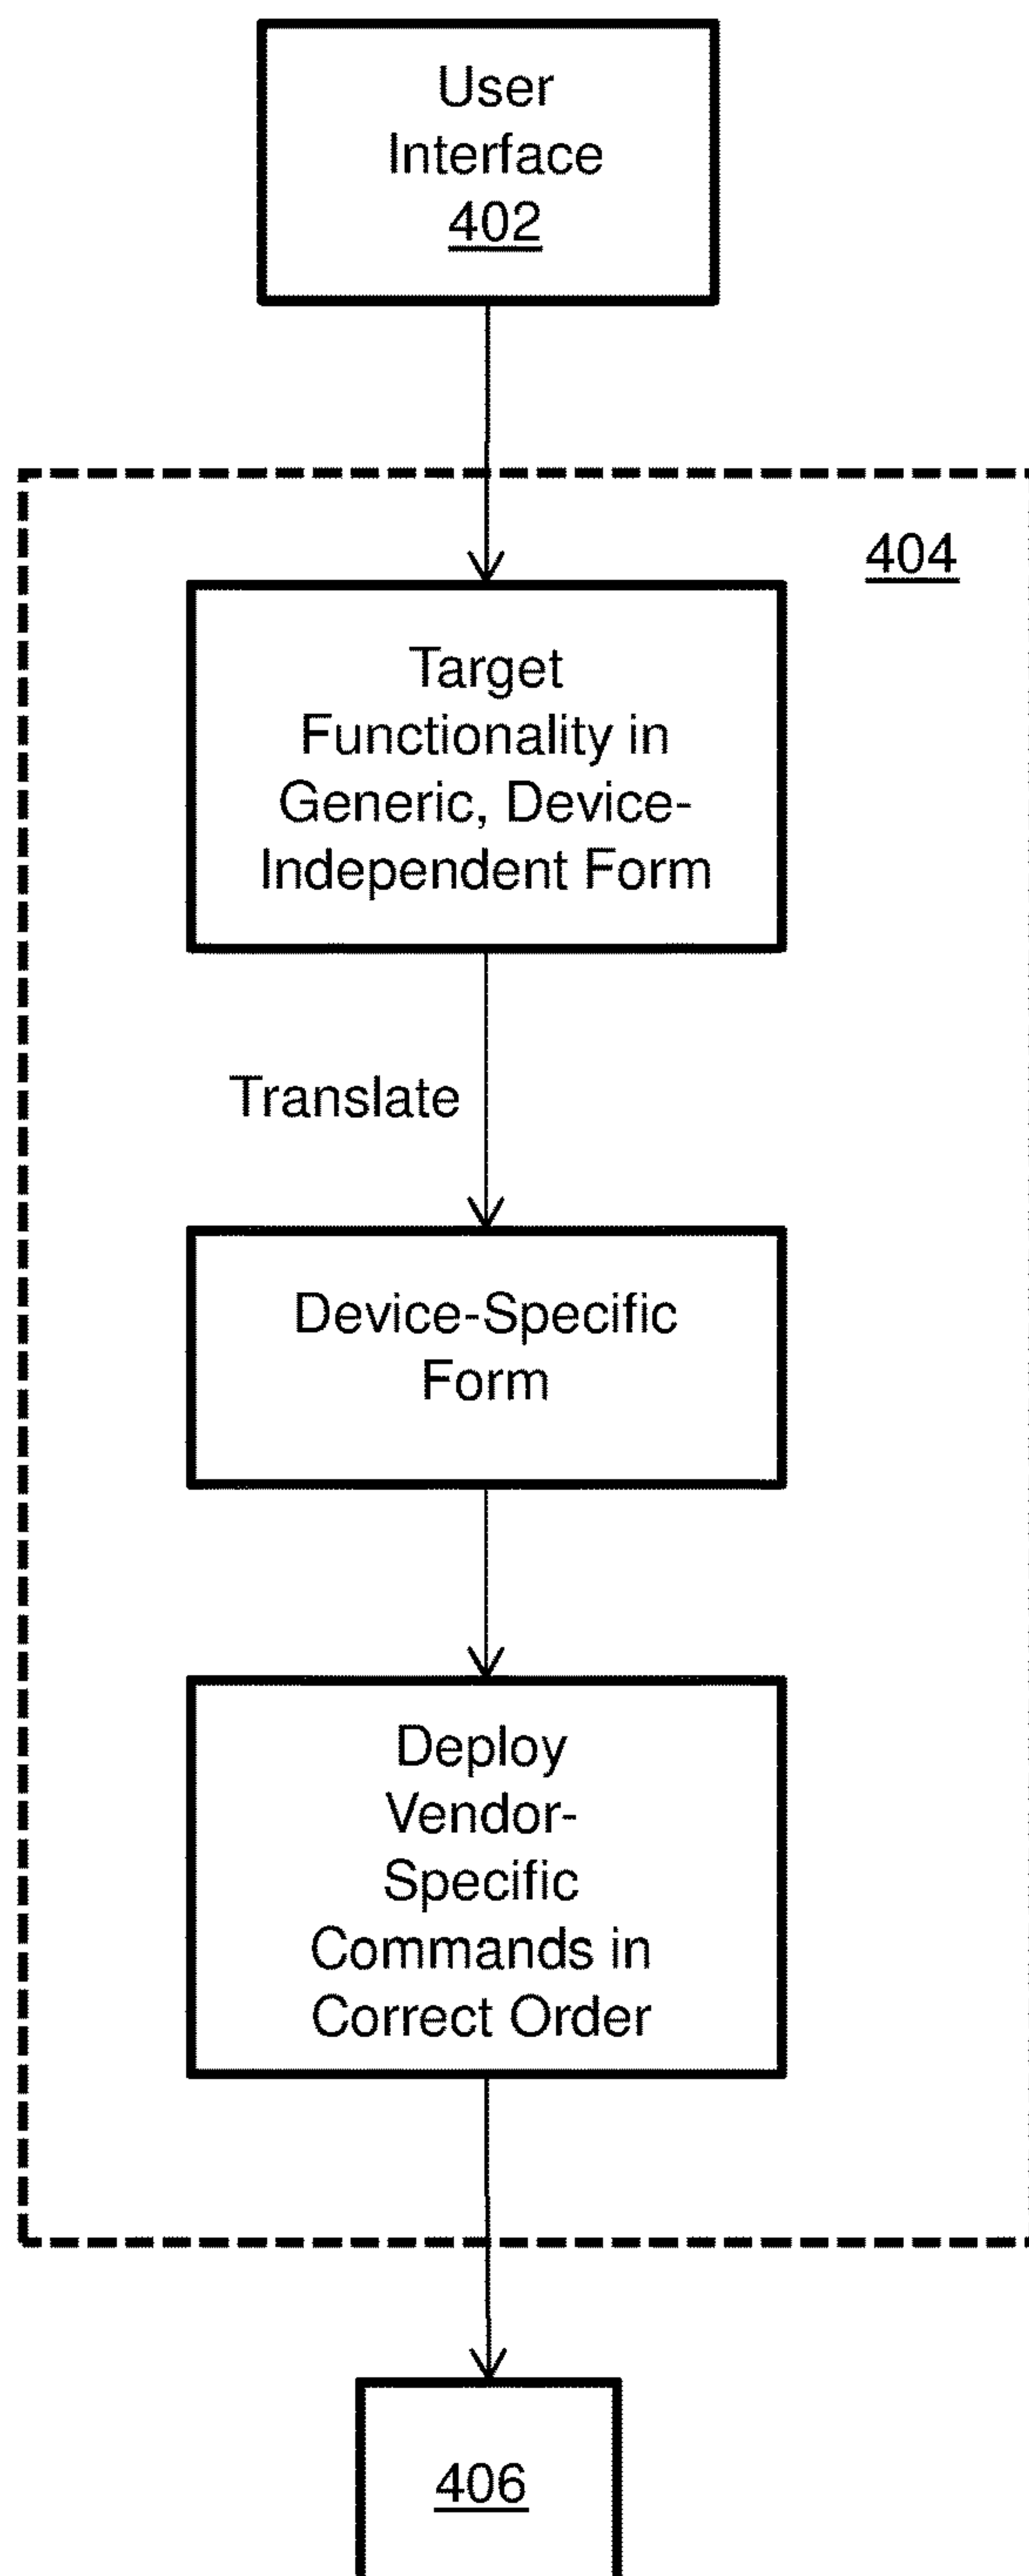 User
Interface
402
404
Target
Functionality in
Generic, Device-
Independent Form
Translate
Device-Specific
Form
Deploy
Vendor-
Specific
Commands in
Correct Order
406